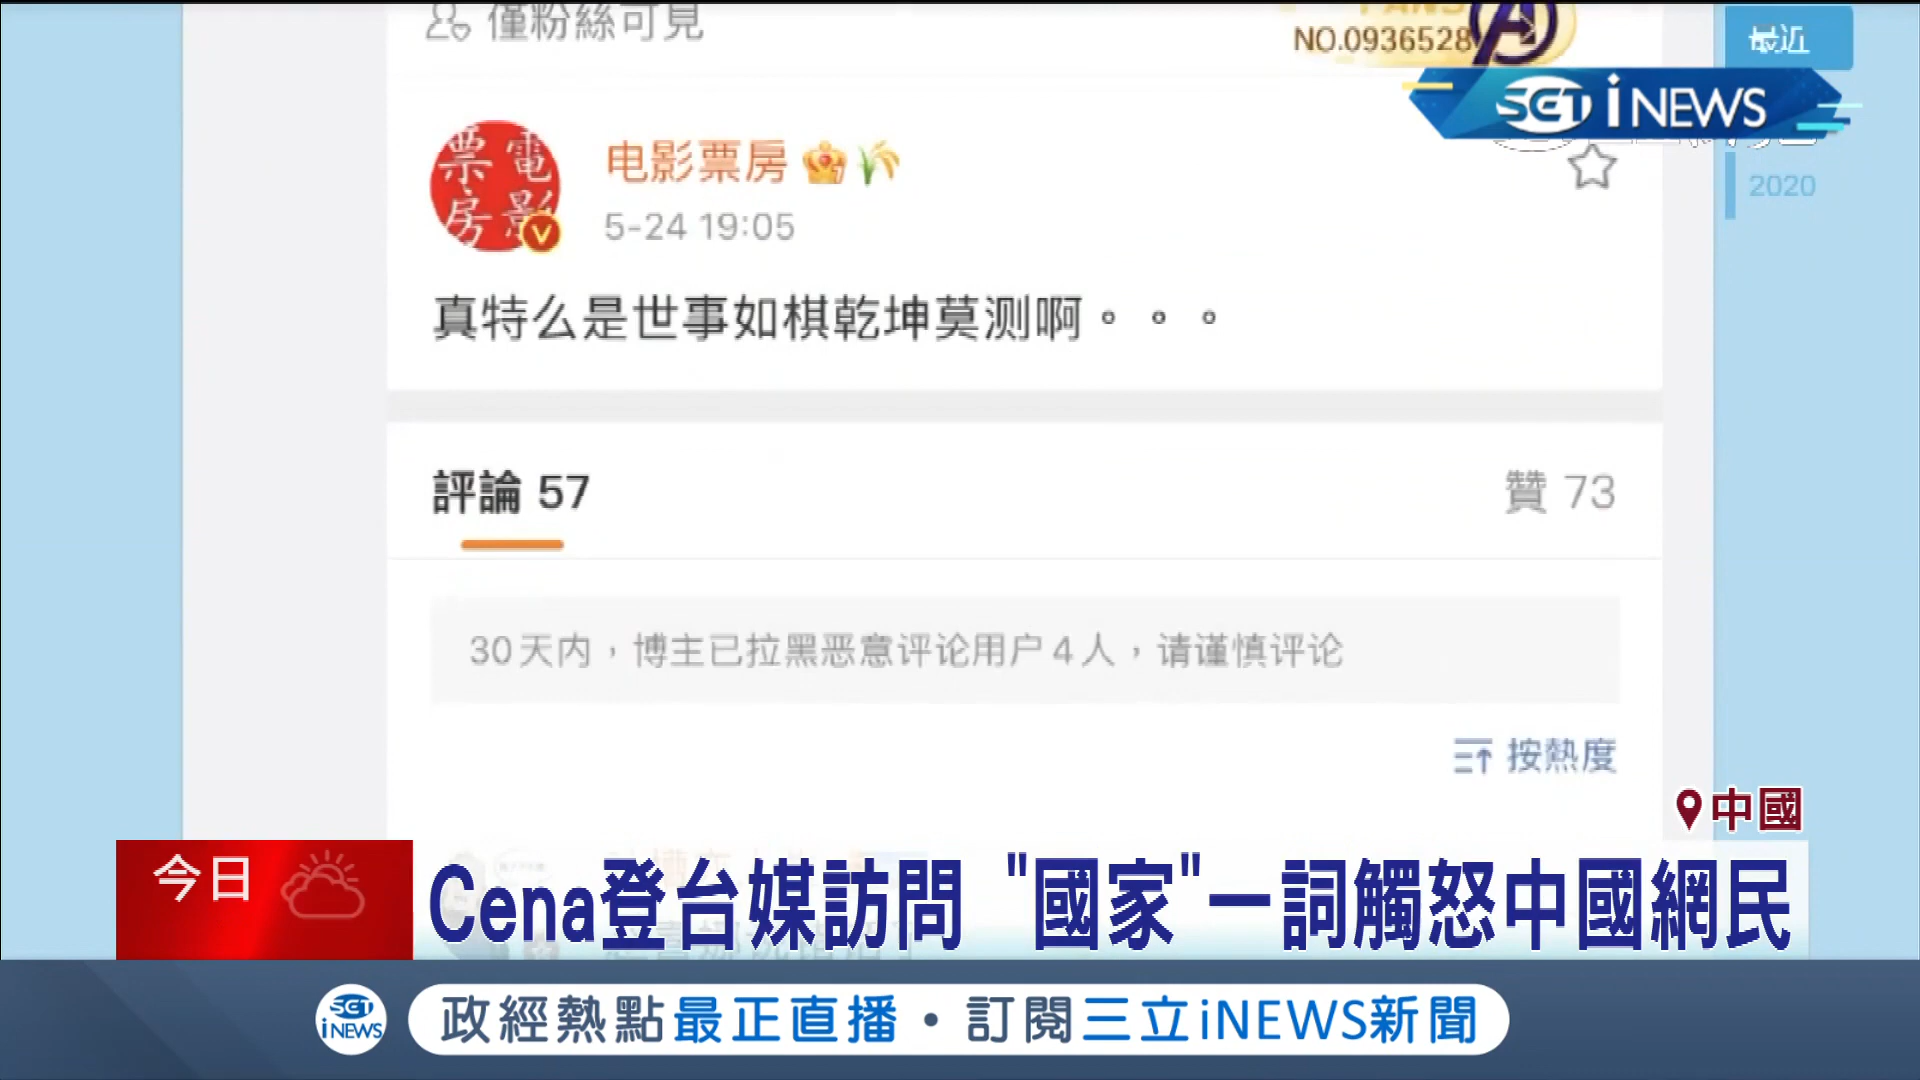 僅粉絲可見
NO.0936528
最近
SET iNEWS
2020
票電房影
电影票房
5-24 19:05
真特么是世事如棋乾坤莫测啊。。。
評論 57
贊 73
30天内，博主已拉黑恶意评论用户4人，请谨慎评论
按熱度
中國
今日
Cena登台媒訪問 "國家"一詞觸怒中國網民
SET iNEWS
政經熱點最正直播・訂閱三立iNEWS新聞